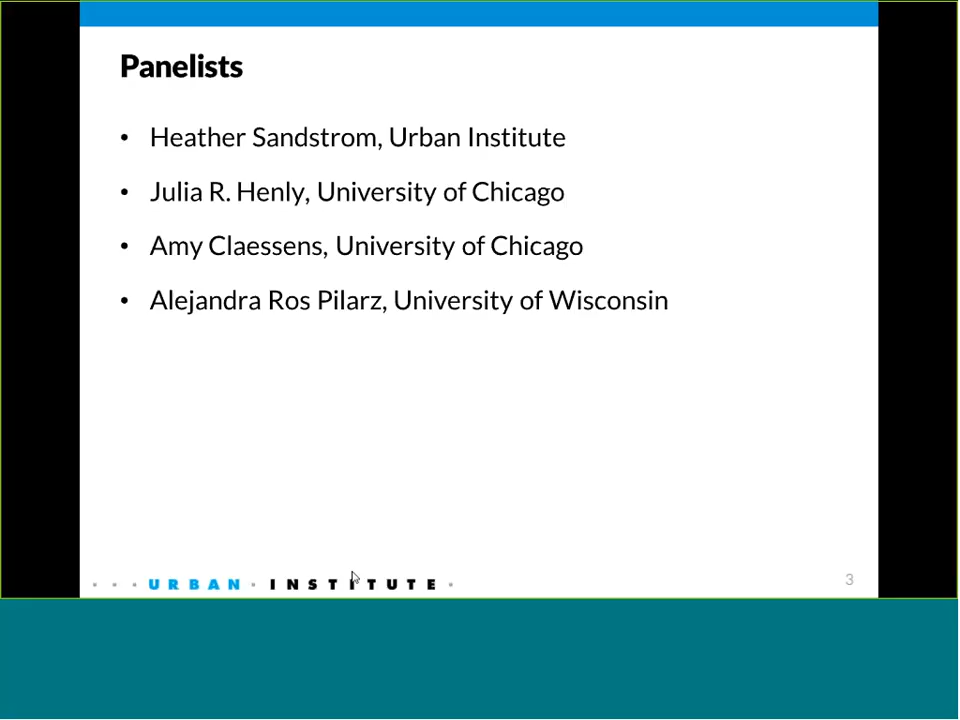 Panelists
• Heather Sandstrom, Urban Institute
• Julia R. Henly, University of Chicago
• Amy Claessens, University of Chicago
• Alejandra Ros Pilarz, University of Wisconsin
URBAN · INSTITUTE
3